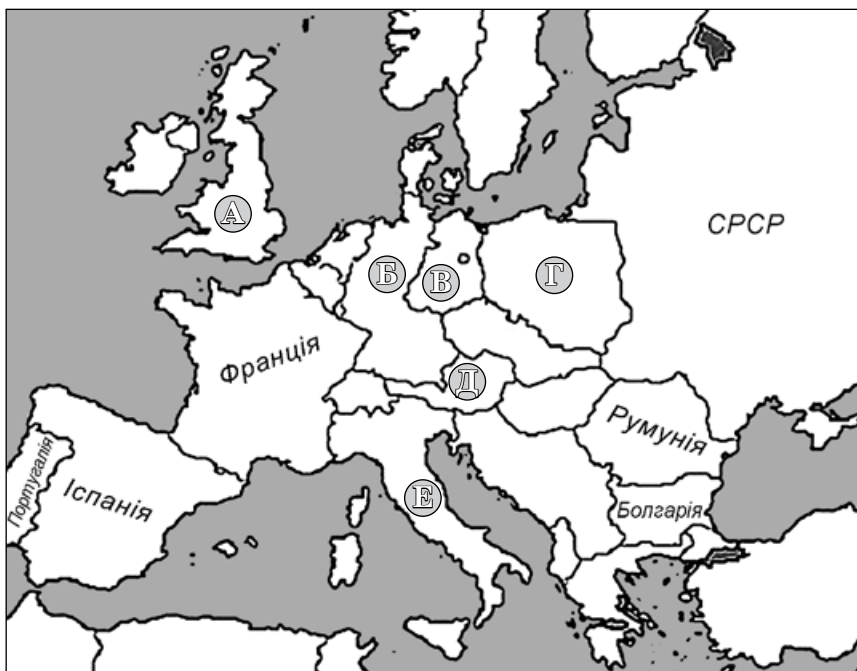 А
СРСР
Б
В
Г
Франція
Д
Румунія
Португалія
Іспанія
Е
Болгарія